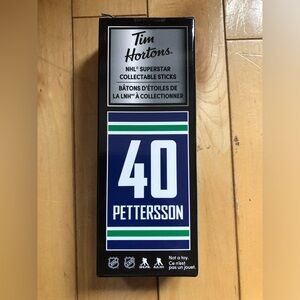 Tim
Hortons.
NHL® SUPERSTAR
COLLECTABLE STICKS
BÂTONS D'ÉTOILES DE
LA LNH™ À COLLECTIONNER
40
PETTERSSON
Not a toy.
Ce n'est
pas un jouet.